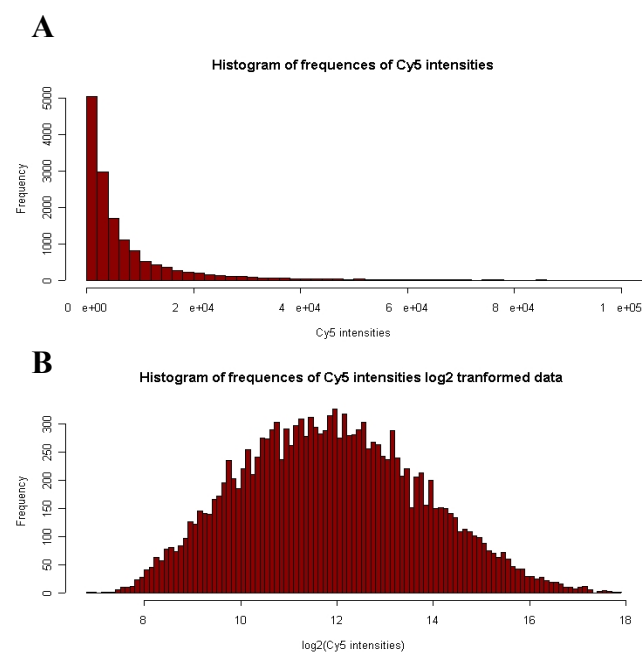 A
Histogram of frequences of Cy5 intensities
Frequency
5000
4000
3000
2000
1000
0
0 e+00 2 e+04 4 e+04 6 e+04 8 e+04 1 e+05
Cy5 intensities
B
Histogram of frequences of Cy5 intensities log2 tranformed data
Frequency
300
250
200
150
100
50
0
8 10 12 14 16 18
log2(Cy5 intensities)